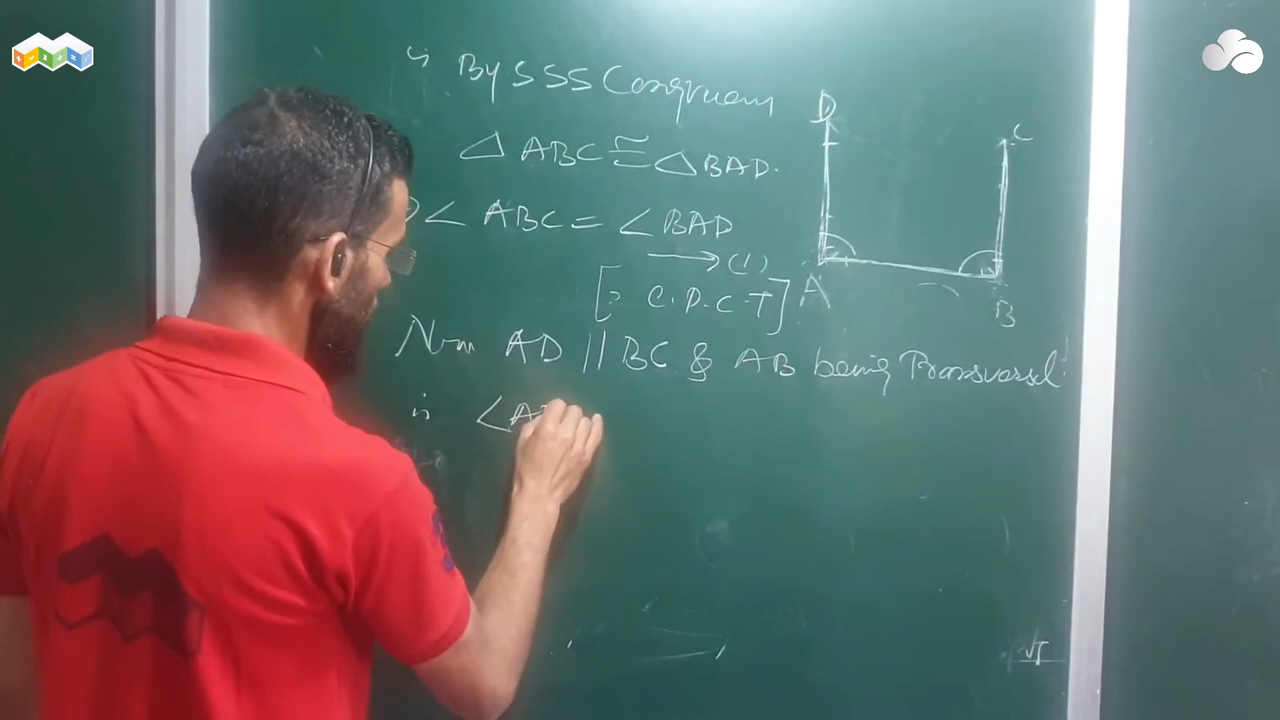 ∴ By SSS Congruency
△ ABC ≅ △BAD.
∠ ABC = ∠BAD
→ (1)
[∵ C.P.C.T]
Now AD || BC & AB being Transversal
∴ ∠A
D
C
A
B